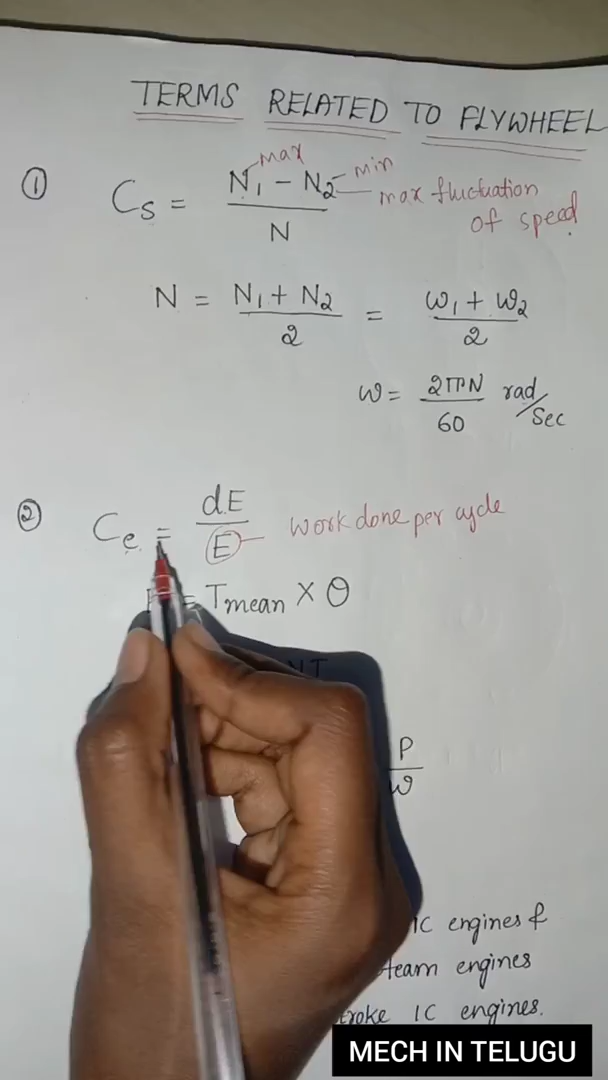 TERMS RELATED TO FLYWHEEL
① Cs = N₁ - N₂ / N
max
min
max fluctuation
of speed
N = N₁ + N₂ / 2 = ω₁ + ω₂ / 2
ω = 2πN / 60 rad/sec
② Ce = dE / E
Work done per cycle
= Tmean × θ
P / ω
IC engines &
team engines
troke IC engines.
MECH IN TELUGU